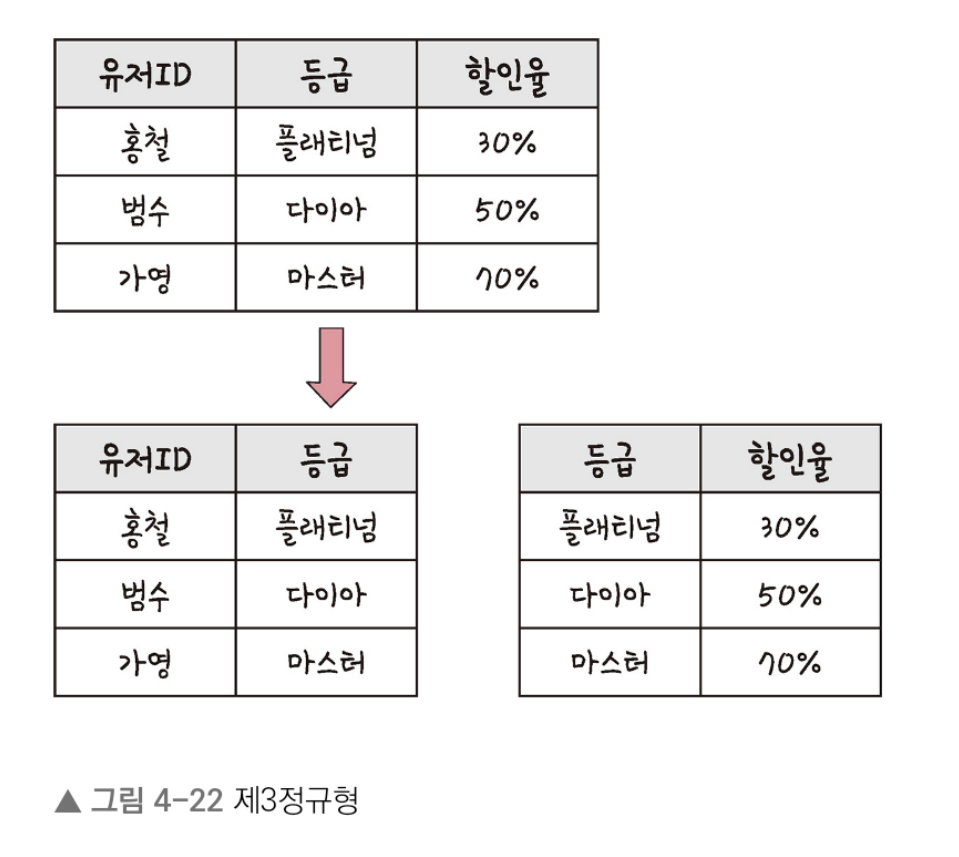 유저ID 등급 할인율
홍철 플래티넘 30%
범수 다이아 50%
가영 마스터 70%
유저ID 등급
홍철 플래티넘
범수 다이아
가영 마스터
등급 할인율
플래티넘 30%
다이아 50%
마스터 70%
▲ 그림 4-22 제3정규형